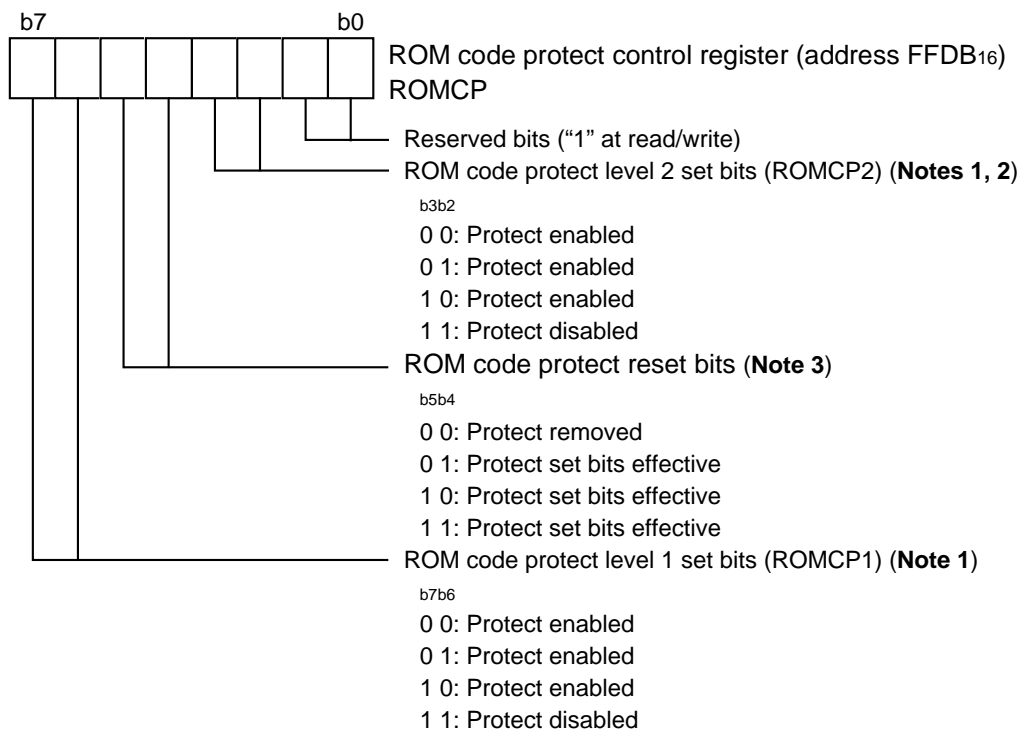 b7 b0
ROM code protect control register (address FFDB16)
ROMCP
Reserved bits (“1” at read/write)
ROM code protect level 2 set bits (ROMCP2) (Notes 1, 2)
b3b2
0 0: Protect enabled
0 1: Protect enabled
1 0: Protect enabled
1 1: Protect disabled
ROM code protect reset bits (Note 3)
b5b4
0 0: Protect removed
0 1: Protect set bits effective
1 0: Protect set bits effective
1 1: Protect set bits effective
ROM code protect level 1 set bits (ROMCP1) (Note 1)
b7b6
0 0: Protect enabled
0 1: Protect enabled
1 0: Protect enabled
1 1: Protect disabled